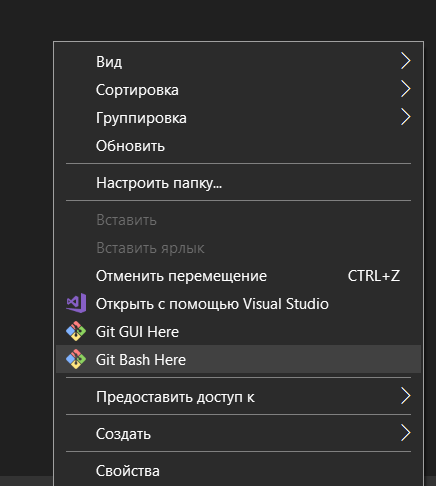 Вид
Сортировка
Группировка
Обновить
Настроить папку...
Вставить
Вставить ярлык
Отменить перемещение CTRL+Z
Открыть с помощью Visual Studio
Git GUI Here
Git Bash Here
Предоставить доступ к
Создать
Свойства